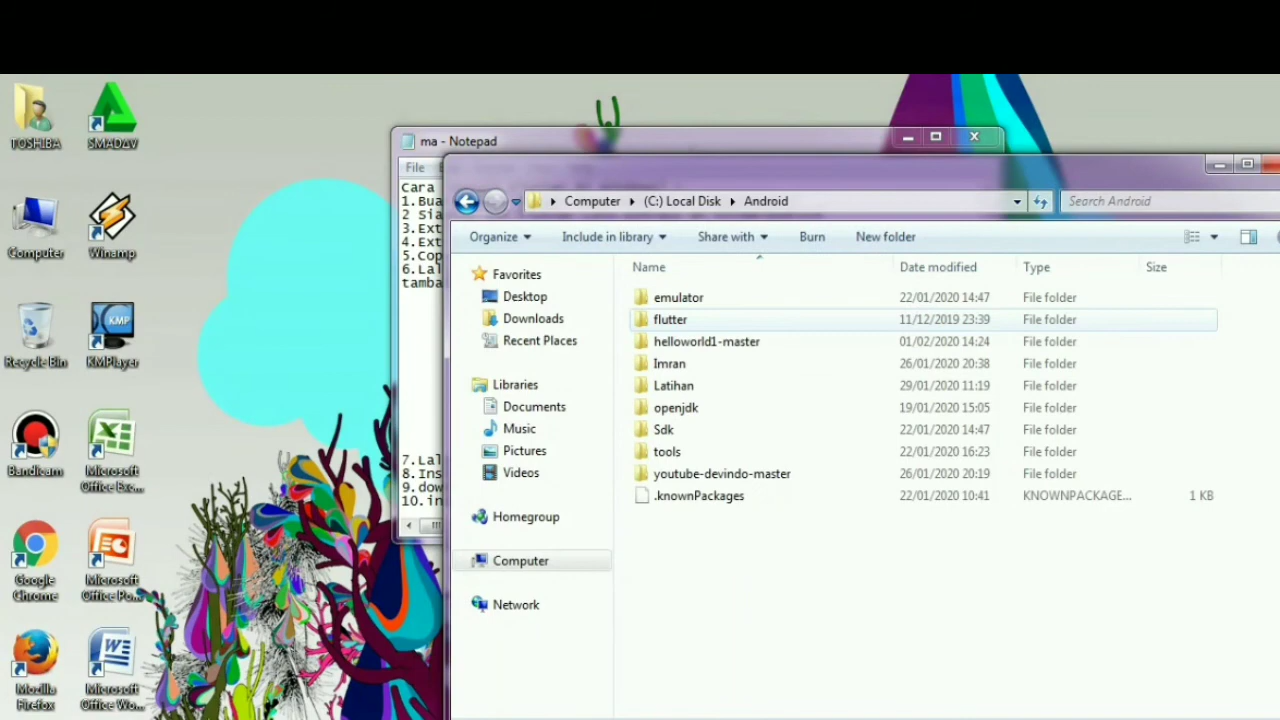 TOSHIBA
SMADAV
Computer
Winamp
Recycle Bin
KMPlayer
Bandicam
Microsoft
Office Exc...
Google
Chrome
Microsoft
Office Po...
Mozilla
Firefox
Microsoft
Office Wo...
ma - Notepad
File
Cara
1.Bua
2 Sia
3.Ext
4.Ext
5.Cop
6.Lal
tamba
7.Lal
8.Ins
9.dow
10.in
Computer (C:) Local Disk Android
Search Android
Organize Include in library Share with Burn New folder
Favorites
Desktop
Downloads
Recent Places
Libraries
Documents
Music
Pictures
Videos
Homegroup
Computer
Network
Name Date modified Type Size
emulator 22/01/2020 14:47 File folder
flutter 11/12/2019 23:39 File folder
helloworld1-master 01/02/2020 14:24 File folder
Imran 26/01/2020 20:38 File folder
Latihan 29/01/2020 11:19 File folder
openjdk 19/01/2020 15:05 File folder
Sdk 22/01/2020 14:47 File folder
tools 22/01/2020 16:23 File folder
youtube-devindo-master 26/01/2020 20:19 File folder
.knownPackages 22/01/2020 10:41 KNOWNPACKAGE... 1 KB